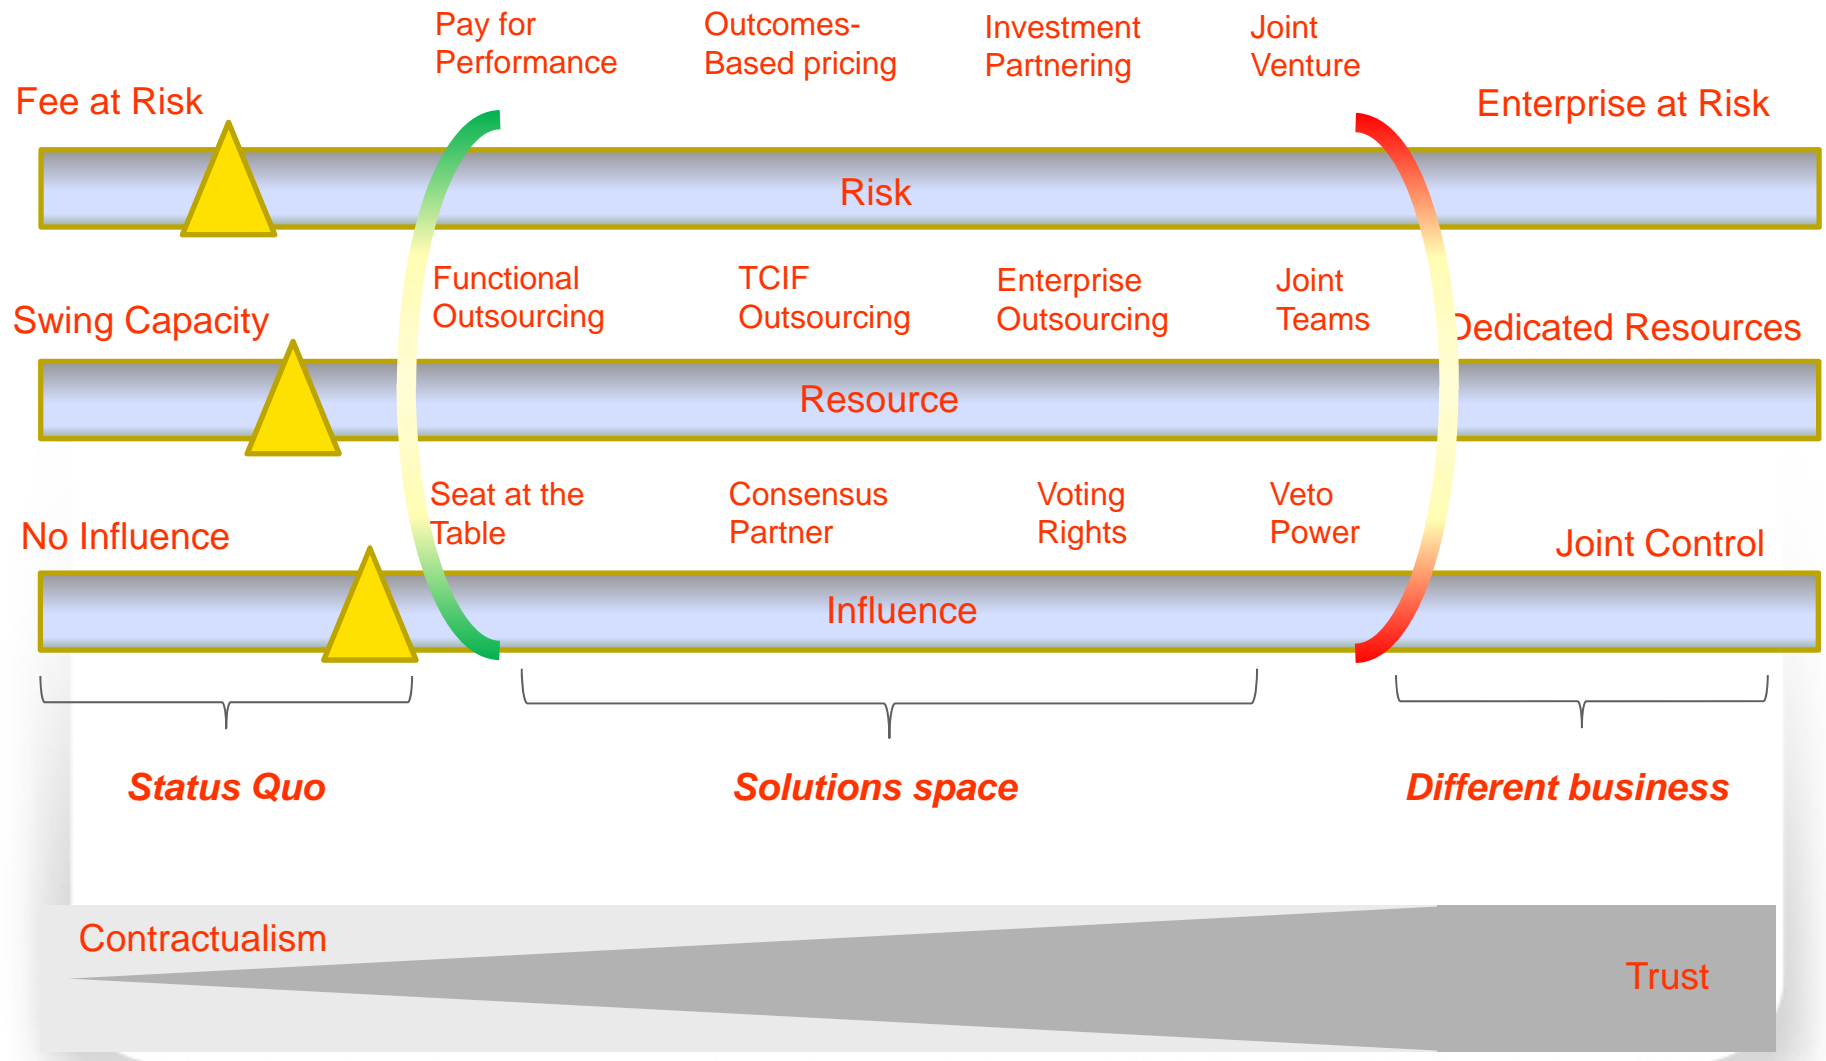 Pay for
Performance
Outcomes-
Based pricing
Investment
Partnering
Joint
Venture
Fee at Risk
Enterprise at Risk
Risk
Functional
Outsourcing
TCIF
Outsourcing
Enterprise
Outsourcing
Joint
Teams
Swing Capacity
Dedicated Resources
Resource
Seat at the
Table
Consensus
Partner
Voting
Rights
Veto
Power
No Influence
Joint Control
Influence
Status Quo
Solutions space
Different business
Contractualism
Trust